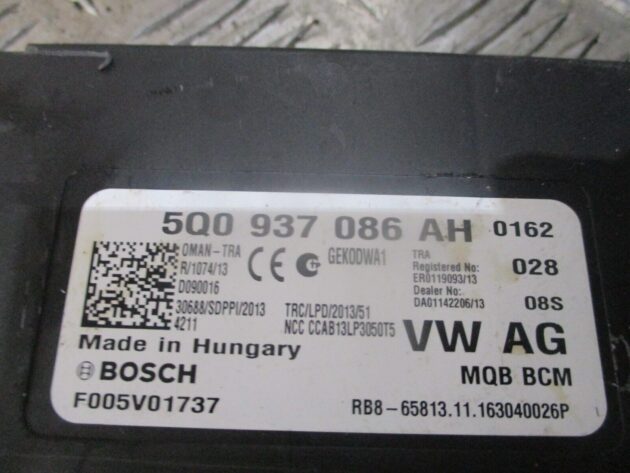 5Q0 937 086 AH 0162
OMAN-TRA
R/1074/13
D090016
30688/SDPPI/2013
4211
CE
GEKODWA1
TRC/LPD/2013/51
NCC CCAB13LP3050T5
TRA
Registered No:
ER0119093/13
Dealer No:
DA01142206/13
028
08S
VW AG
Made in Hungary
BOSCH
MQB BCM
F005V01737
RB8-65813.11.163040026P